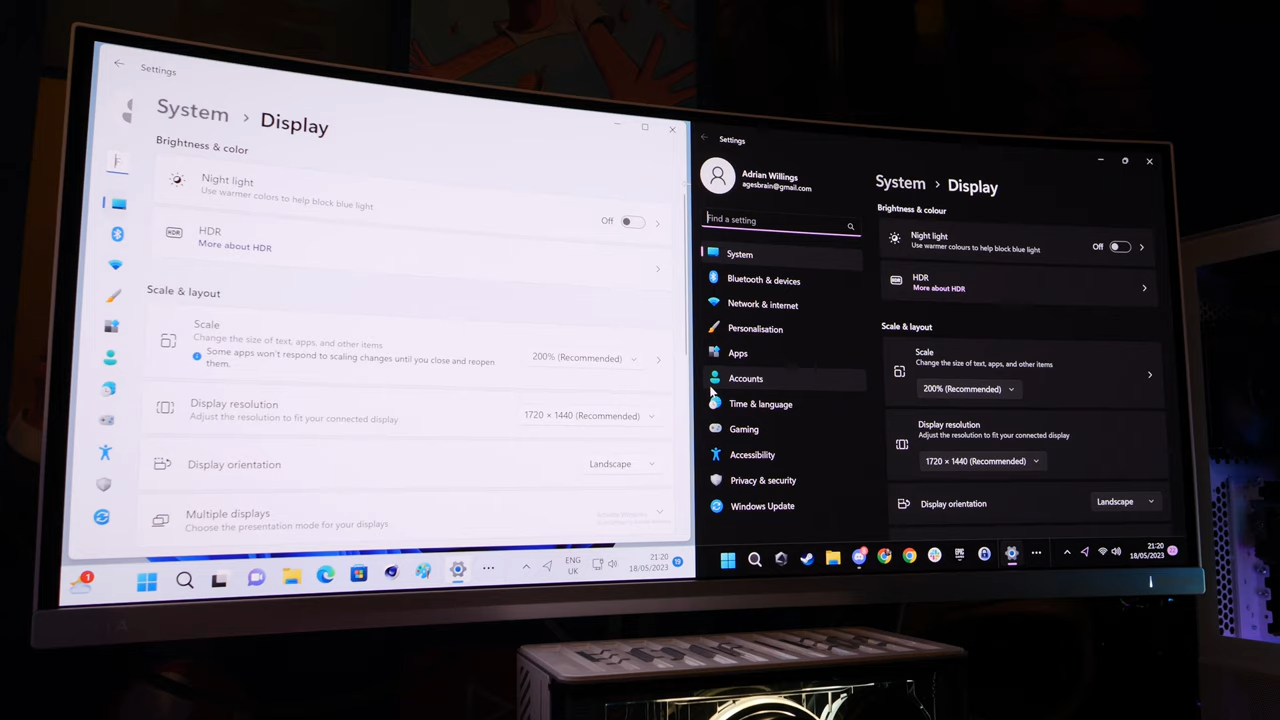 Settings
System > Display
Brightness & color
Night light
Use warmer colors to help block blue light
Off
HDR
HDR
More about HDR
Scale & layout
Scale
Change the size of text, apps, and other items
Some apps won't respond to scaling changes until you close and reopen
them.
200% (Recommended)
Display resolution
Adjust the resolution to fit your connected display
1720 × 1440 (Recommended)
Display orientation
Landscape
Multiple displays
Choose the presentation mode for your displays
1
ENG
UK
21:20
18/05/2023
19
Settings
Adrian Willings
agesbrain@gmail.com
Find a setting
System
Bluetooth & devices
Network & internet
Personalisation
Apps
Accounts
Time & language
Gaming
Accessibility
Privacy & security
Windows Update
System > Display
Brightness & colour
Night light
Use warmer colours to help block blue light
Off
HDR
HDR
More about HDR
Scale & layout
Scale
Change the size of text, apps, and other items
200% (Recommended)
Display resolution
Adjust the resolution to fit your connected display
1720 × 1440 (Recommended)
Display orientation
Landscape
EPIC
21:20
18/05/2023